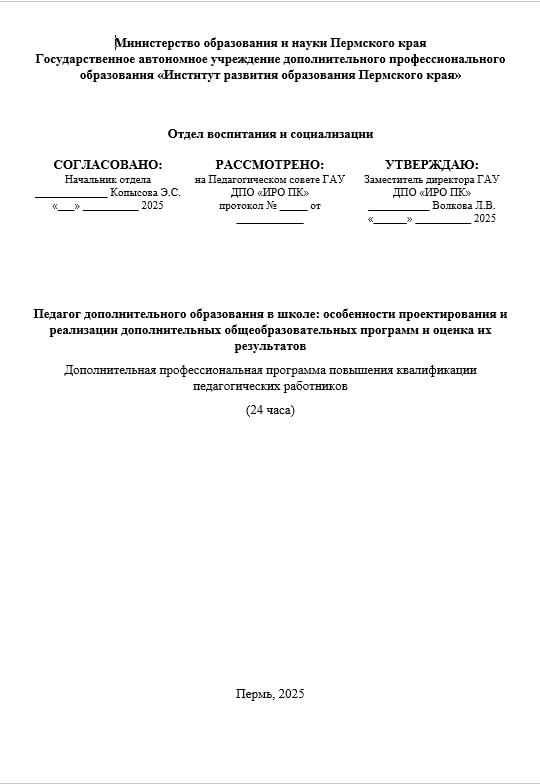 Министерство образования и науки Пермского края
Государственное автономное учреждение дополнительного профессионального
образования «Институт развития образования Пермского края»
Отдел воспитания и социализации
СОГЛАСОВАНО:
Начальник отдела
_____________ Копысова Э.С.
«___» __________ 2025
РАССМОТРЕНО:
на Педагогическом совете ГАУ
ДПО «ИРО ПК»
протокол № _____ от
____________
УТВЕРЖДАЮ:
Заместитель директора ГАУ
ДПО «ИРО ПК»
___________ Волкова Л.В.
«______» __________ 2025
Педагог дополнительного образования в школе: особенности проектирования и
реализации дополнительных общеобразовательных программ и оценка их
результатов
Дополнительная профессиональная программа повышения квалификации
педагогических работников
(24 часа)
Пермь, 2025